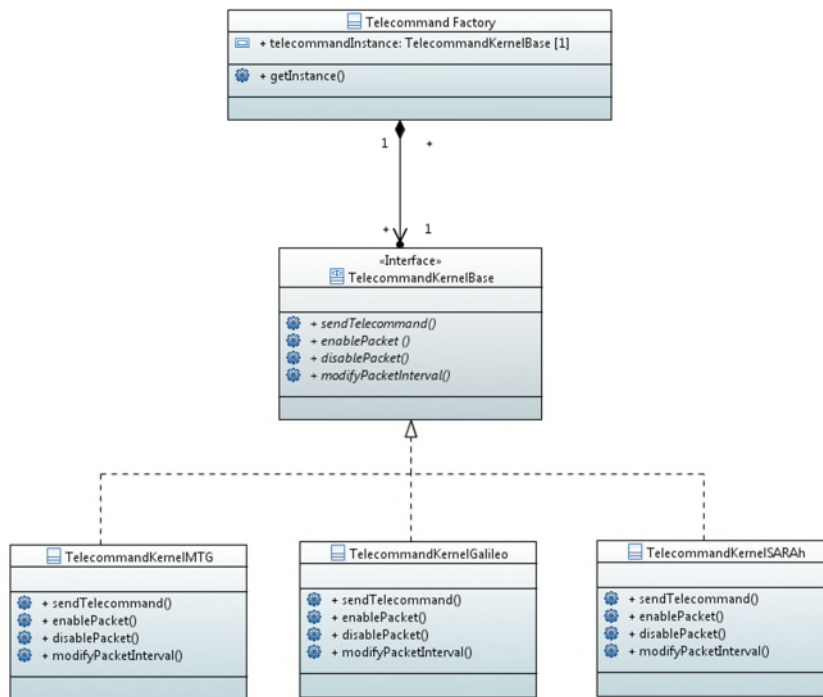 Telecommand Factory
+ telecommandInstance: TelecommandKernelBase [1]
+ getInstance()
1 +
+ 1
«Interface»
TelecommandKernelBase
+ sendTelecommand()
+ enablePacket ()
+ disablePacket()
+ modifyPacketInterval()
TelecommandKernelMTG
+ sendTelecommand()
+ enablePacket()
+ disablePacket()
+ modifyPacketInterval()
TelecommandKernelGalileo
+ sendTelecommand()
+ enablePacket()
+ disablePacket()
+ modifyPacketInterval()
TelecommandKernelSARAh
+ sendTelecommand()
+ enablePacket()
+ disablePacket()
+ modifyPacketInterval()